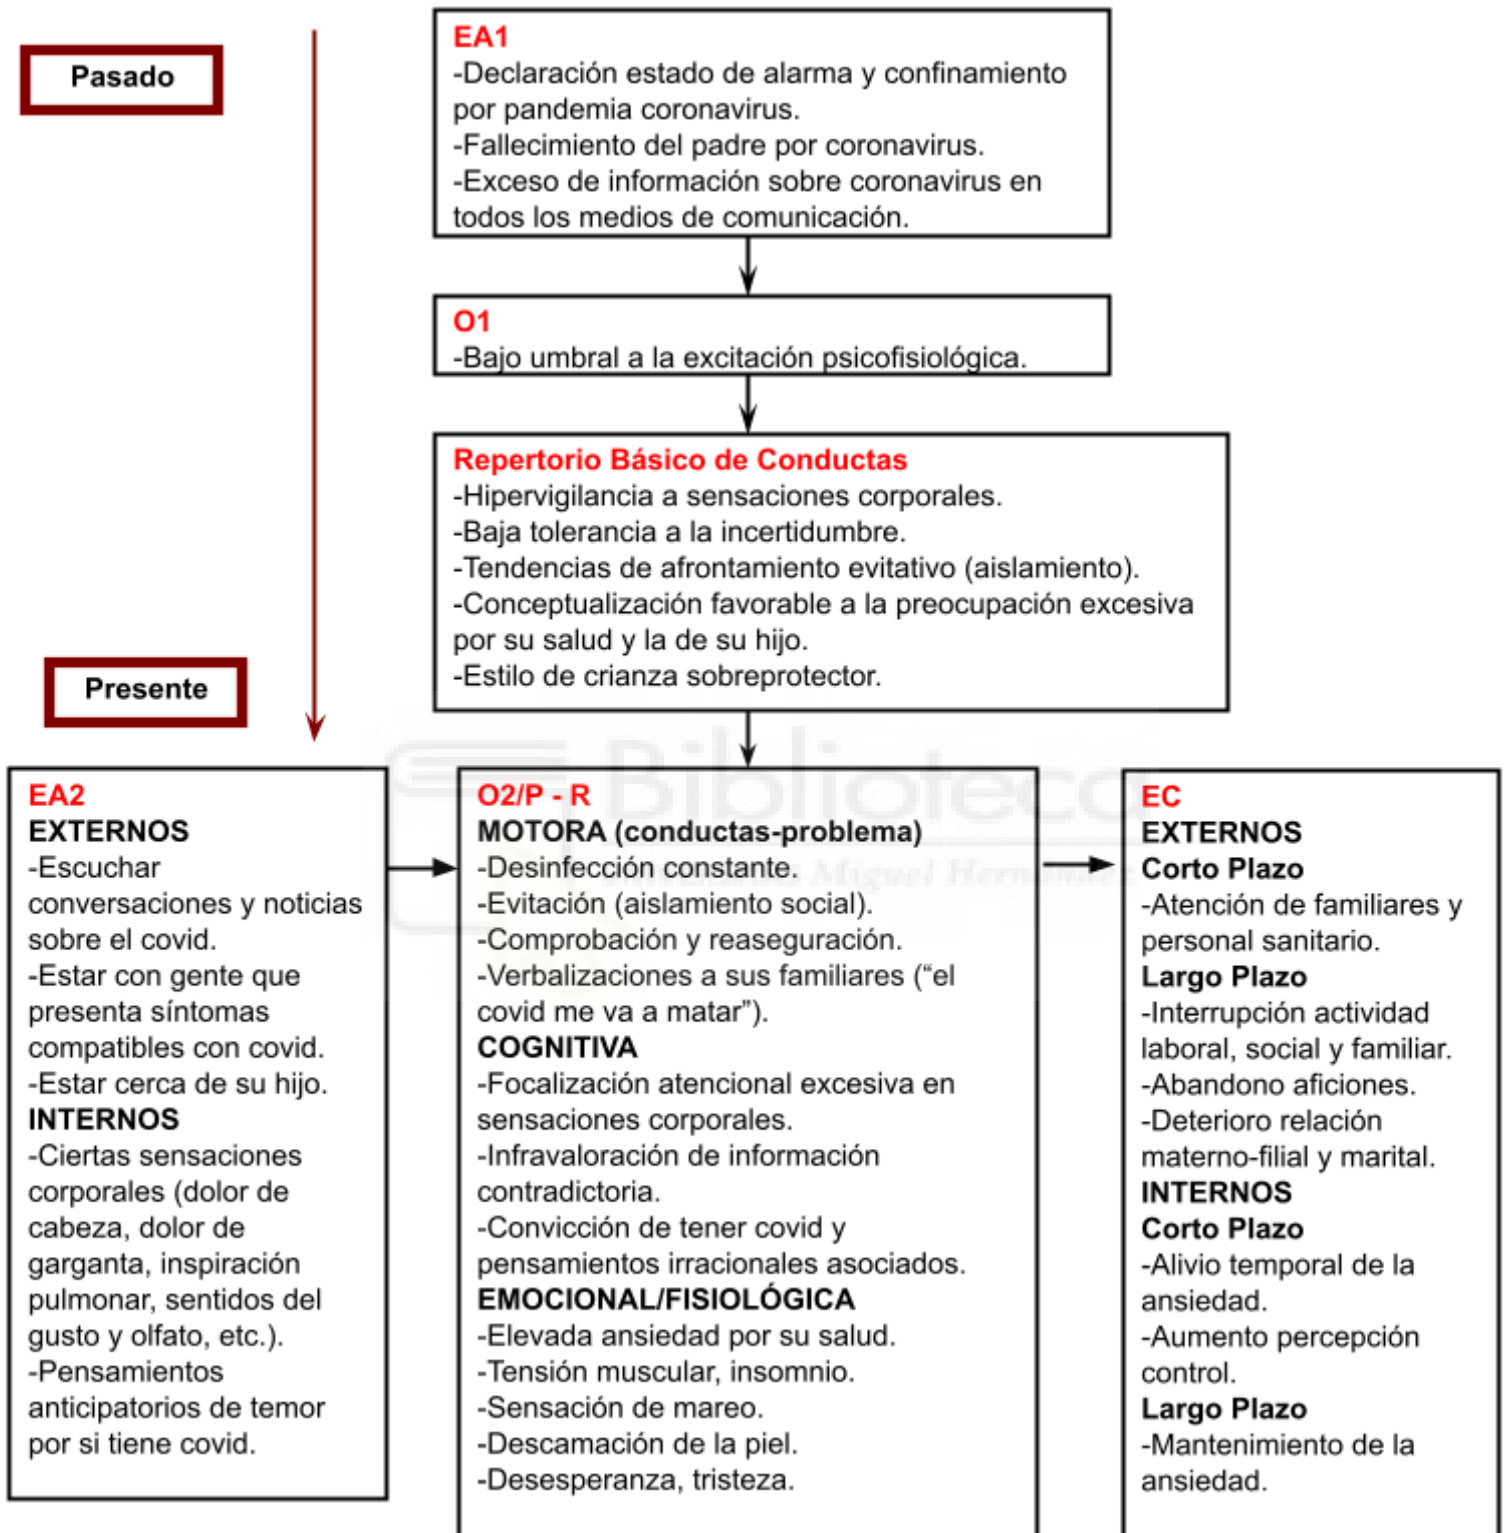 Pasado
EA1
-Declaración estado de alarma y confinamiento
por pandemia coronavirus.
-Fallecimiento del padre por coronavirus.
-Exceso de información sobre coronavirus en
todos los medios de comunicación.
O1
-Bajo umbral a la excitación psicofisiológica.
Repertorio Básico de Conductas
-Hipervigilancia a sensaciones corporales.
-Baja tolerancia a la incertidumbre.
-Tendencias de afrontamiento evitativo (aislamiento).
-Conceptualización favorable a la preocupación excesiva
por su salud y la de su hijo.
-Estilo de crianza sobreprotector.
Presente
EA2
EXTERNOS
-Escuchar
conversaciones y noticias
sobre el covid.
-Estar con gente que
presenta síntomas
compatibles con covid.
-Estar cerca de su hijo.
INTERNOS
-Ciertas sensaciones
corporales (dolor de
cabeza, dolor de
garganta, inspiración
pulmonar, sentidos del
gusto y olfato, etc.).
-Pensamientos
anticipatorios de temor
por si tiene covid.
O2/P - R
MOTORA (conductas-problema)
-Desinfección constante.
-Evitación (aislamiento social).
-Comprobación y reaseguración.
-Verbalizaciones a sus familiares (“el
covid me va a matar”).
COGNITIVA
-Focalización atencional excesiva en
sensaciones corporales.
-Infravaloración de información
contradictoria.
-Convicción de tener covid y
pensamientos irracionales asociados.
EMOCIONAL/FISIOLÓGICA
-Elevada ansiedad por su salud.
-Tensión muscular, insomnio.
-Sensación de mareo.
-Descamación de la piel.
-Desesperanza, tristeza.
EC
EXTERNOS
Corto Plazo
-Atención de familiares y
personal sanitario.
Largo Plazo
-Interrupción actividad
laboral, social y familiar.
-Abandono aficiones.
-Deterioro relación
materno-filial y marital.
INTERNOS
Corto Plazo
-Alivio temporal de la
ansiedad.
-Aumento percepción
control.
Largo Plazo
-Mantenimiento de la
ansiedad.
Biblioteca
Miguel Hernández